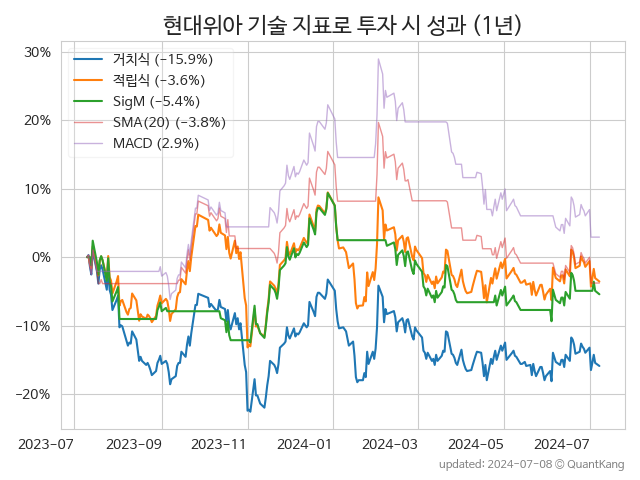 현대위아 기술 지표로 투자 시 성과 (1년)
30%
20%
10%
0%
−10%
−20%
거치식 (−15.9%)
적립식 (−3.6%)
SigM (−5.4%)
SMA(20) (−3.8%)
MACD (2.9%)
2023-07
2023-09
2023-11
2024-01
2024-03
2024-05
2024-07
updated: 2024-07-08 ⓒ QuantKang